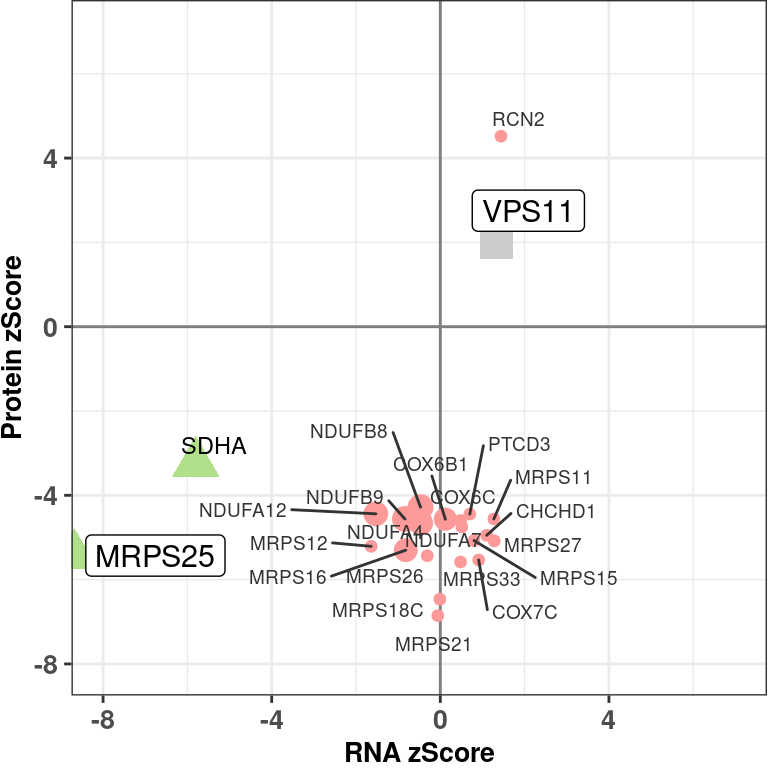 RCN2
4
VPS11
Protein zScore
0
NDUFB8
SDHA
PTCD3
COX6B1
MRPS11
-4
NDUFB9
COX6C
NDUFA12
CHCHD1
NDUFA4
NDUFA7
MRPS12
MRPS27
MRPS25
MRPS16
MRPS26
MRPS33
MRPS15
MRPS18C
COX7C
MRPS21
-8
-8
-4
0
4
RNA zScore